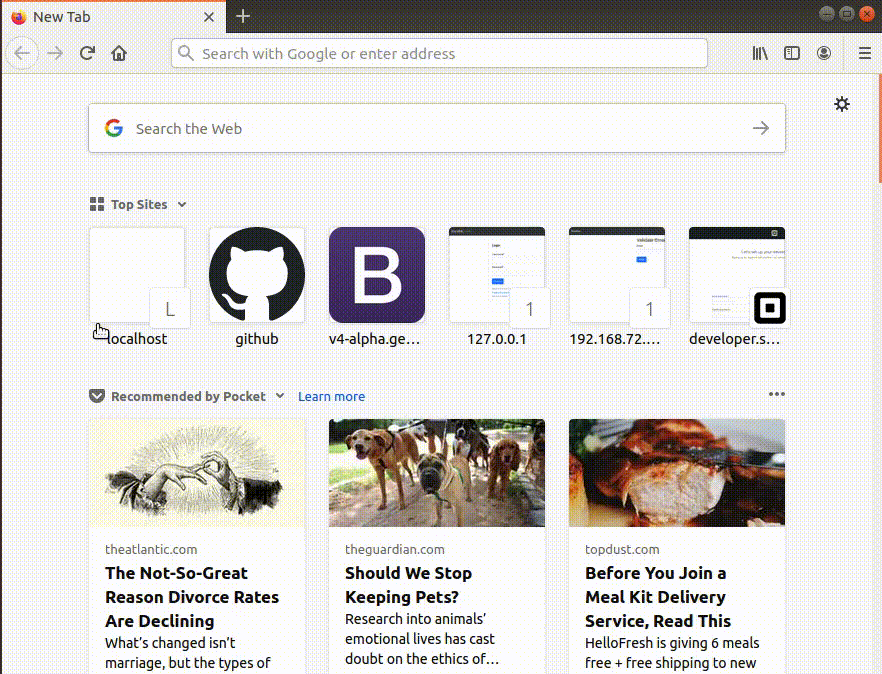 New Tab
Search with Google or enter address
Search the Web
Top Sites
L
1
1
localhost
github
v4-alpha.ge...
127.0.0.1
192.168.72....
developer.s...
Recommended by Pocket
Learn more
theatlantic.com
The Not-So-Great
Reason Divorce Rates
Are Declining
What's changed isn't
marriage, but the types of
theguardian.com
Should We Stop
Keeping Pets?
Research into animals'
emotional lives has cast
doubt on the ethics of...
topdust.com
Before You Join a
Meal Kit Delivery
Service, Read This
HelloFresh is giving 6 meals
free + free shipping to new